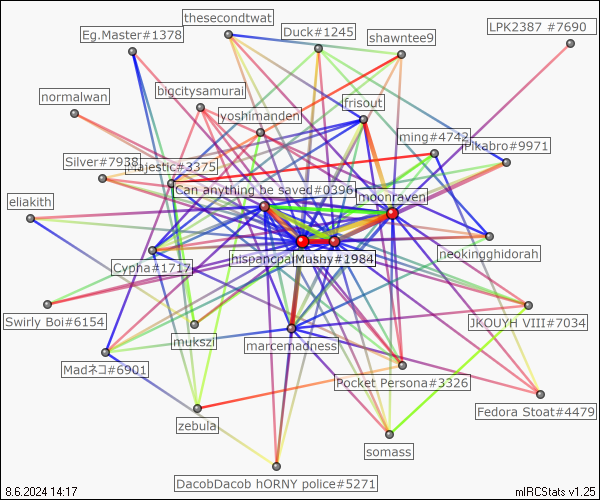 thesecondtwat
LPK2387 #7690
Eg.Master#1378
Duck#1245
shawntee9
bigcitysamurai
normalwan
frisout
yoshimanden
ming#4742
Pikabro#9971
Silver#7938
Majestic#3375
Can anything be saved#0396
moonraven
eliakith
neokingghidorah
Mushy#1984
Cypha#1717
Swirly Boi#6154
JKOUYH VIII#7034
mukszi
marcemadness
Madネコ#6901
Pocket Persona#3326
Fedora Stoat#4479
zebula
somass
DacobDacob hORNY police#5271
8.6.2024 14:17
mIRCStats v1.25